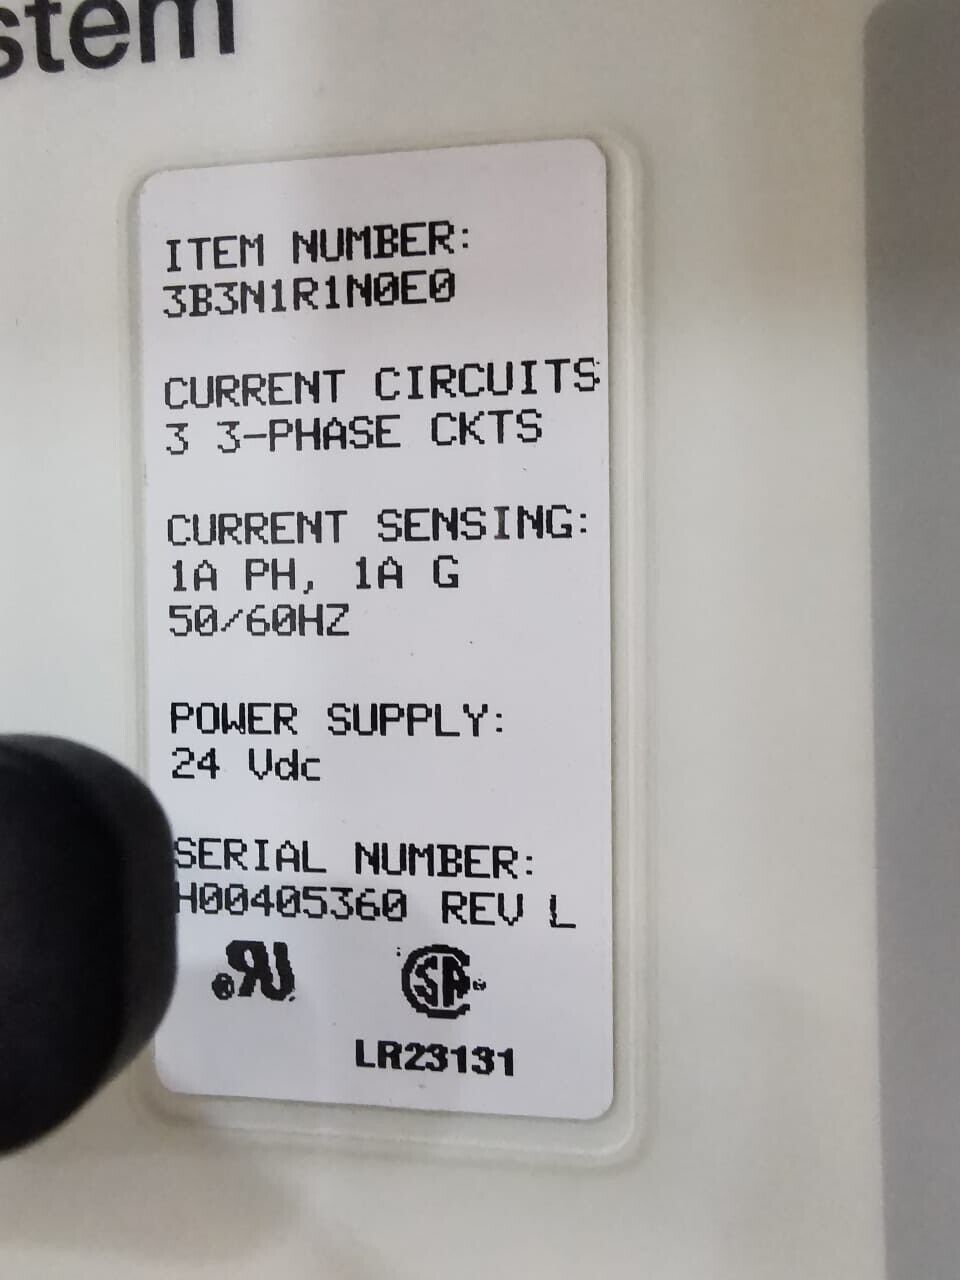 stem
ITEM NUMBER:
3B3N1R1N0E0
CURRENT CIRCUITS
3 3-PHASE CKTS
CURRENT SENSING:
1A PH, 1A G
50/60HZ
POWER SUPPLY:
24 Vdc
SERIAL NUMBER:
H00405360 REV L
LR23131